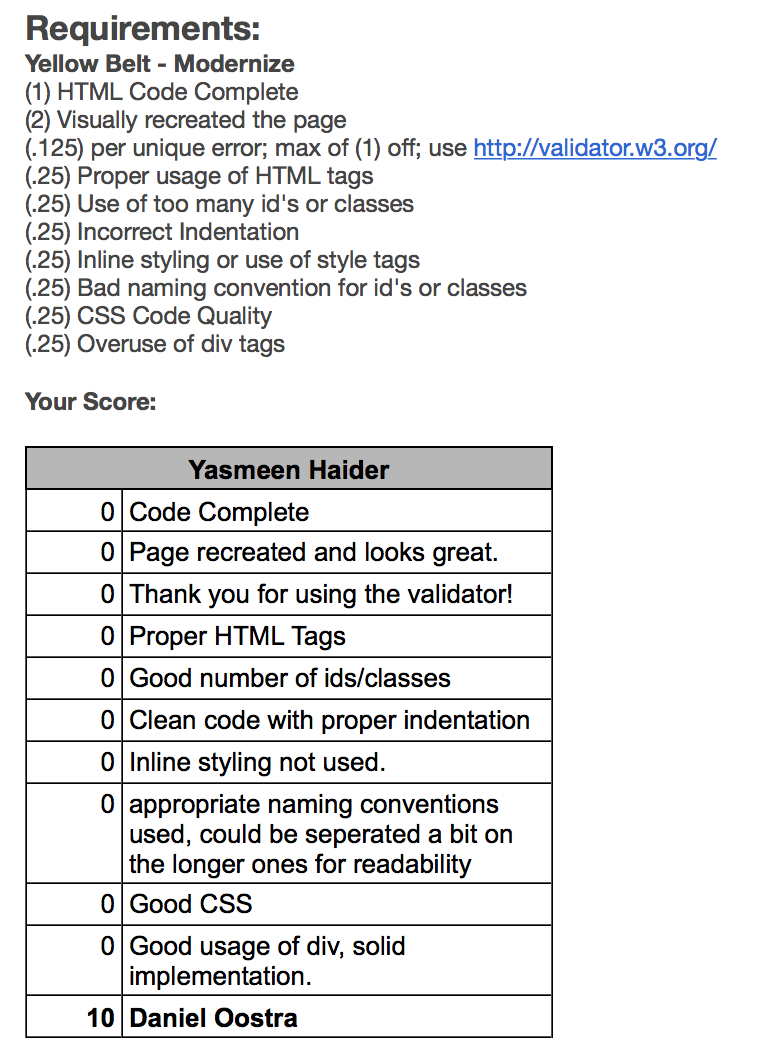 Requirements:
Yellow Belt - Modernize
(1) HTML Code Complete
(2) Visually recreated the page
(.125) per unique error; max of (1) off; use http://validator.w3.org/
(.25) Proper usage of HTML tags
(.25) Use of too many id's or classes
(.25) Incorrect Indentation
(.25) Inline styling or use of style tags
(.25) Bad naming convention for id's or classes
(.25) CSS Code Quality
(.25) Overuse of div tags
Your Score:
Yasmeen Haider
0 Code Complete
0 Page recreated and looks great.
0 Thank you for using the validator!
0 Proper HTML Tags
0 Good number of ids/classes
0 Clean code with proper indentation
0 Inline styling not used.
0 appropriate naming conventions
used, could be seperated a bit on
the longer ones for readability
0 Good CSS
0 Good usage of div, solid
implementation.
10 Daniel Oostra